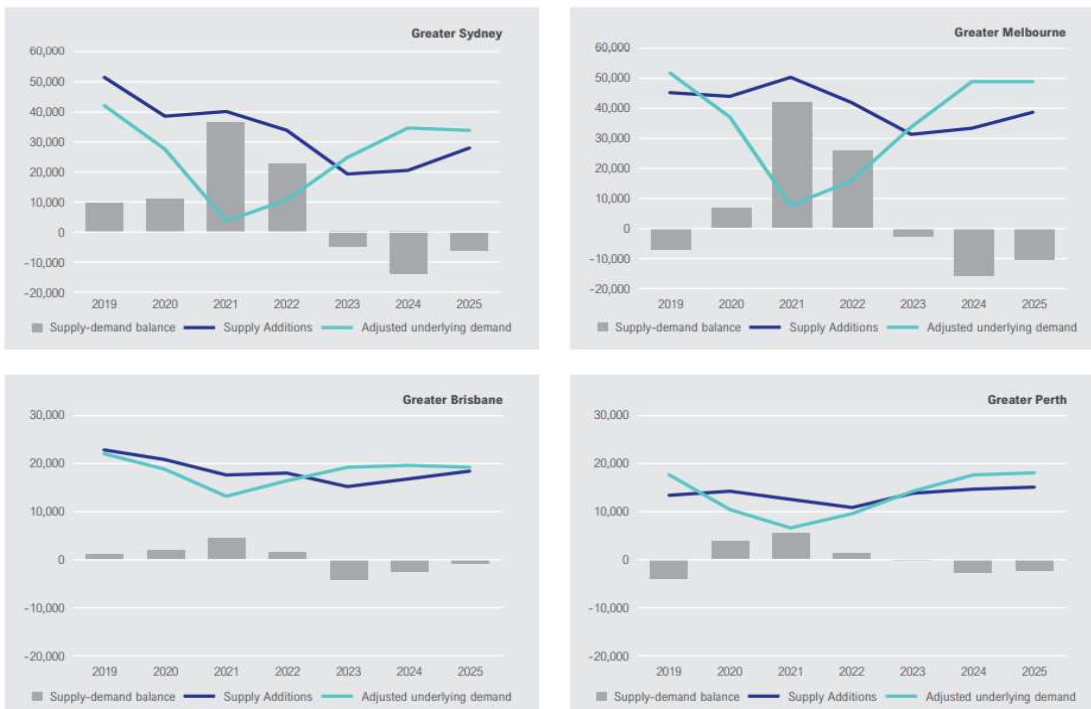 Greater Sydney
60,000
50,000
40,000
30,000
20,000
10,000
0
-10,000
-20,000
2019 2020 2021 2022 2023 2024 2025
Supply-demand balance Supply Additions Adjusted underlying demand
Greater Melbourne
60,000
50,000
40,000
30,000
20,000
10,000
0
-10,000
-20,000
2019 2020 2021 2022 2023 2024 2025
Supply-demand balance Supply Additions Adjusted underlying demand
Greater Brisbane
30,000
20,000
10,000
0
-10,000
-20,000
2019 2020 2021 2022 2023 2024 2025
Supply-demand balance Supply Additions Adjusted underlying demand
Greater Perth
30,000
20,000
10,000
0
-10,000
-20,000
2019 2020 2021 2022 2023 2024 2025
Supply-demand balance Supply Additions Adjusted underlying demand